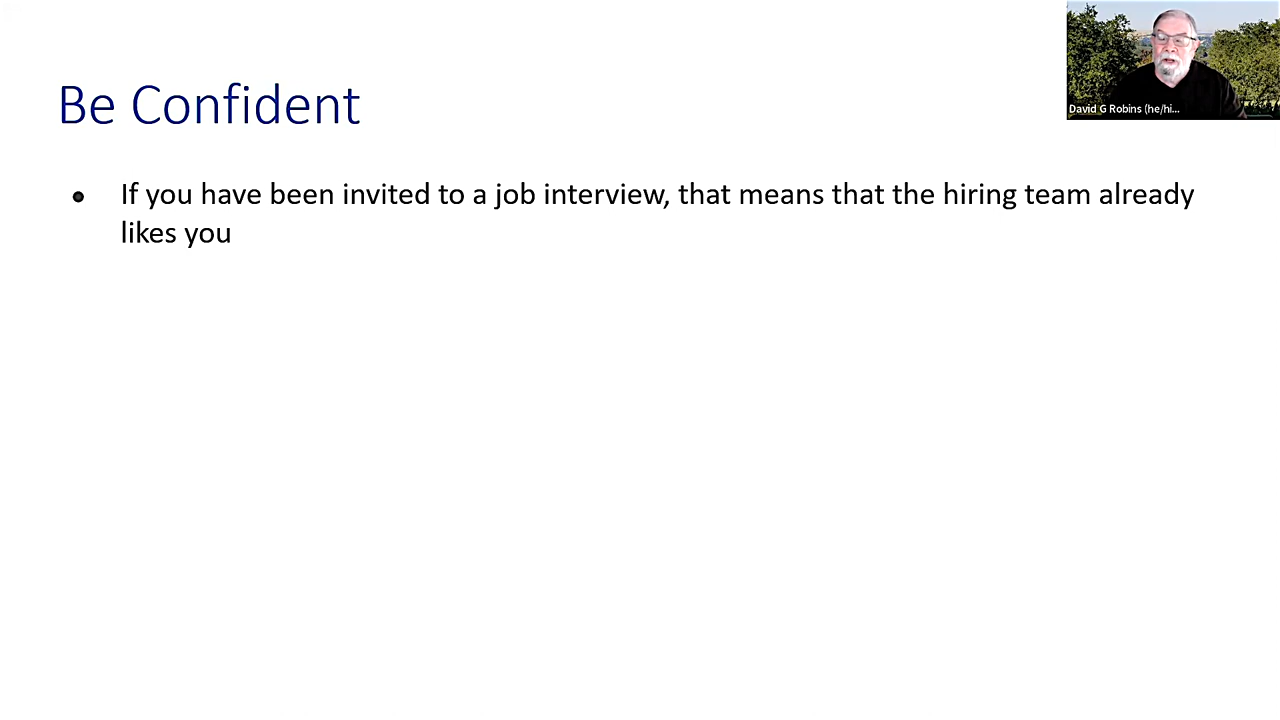 Be Confident
David G Robins (he/hi...
If you have been invited to a job interview, that means that the hiring team already
likes you